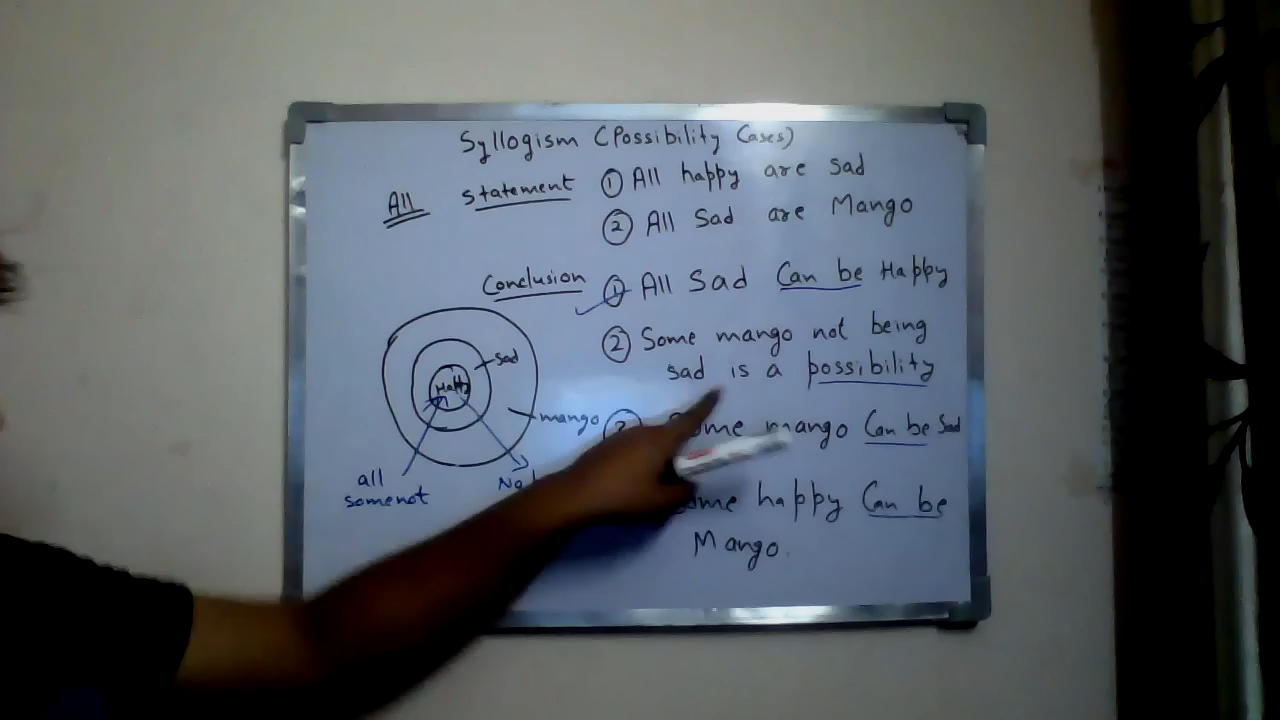 Syllogism (Possibility Cases)
All statement ① All happy are sad
② All Sad are Mango
Conclusion ① All Sad Can be Happy
② Some mango not being
sad is a possibility
sad
Happy
mango
mango Can be Sad
all
some not
happy Can be
Mango.